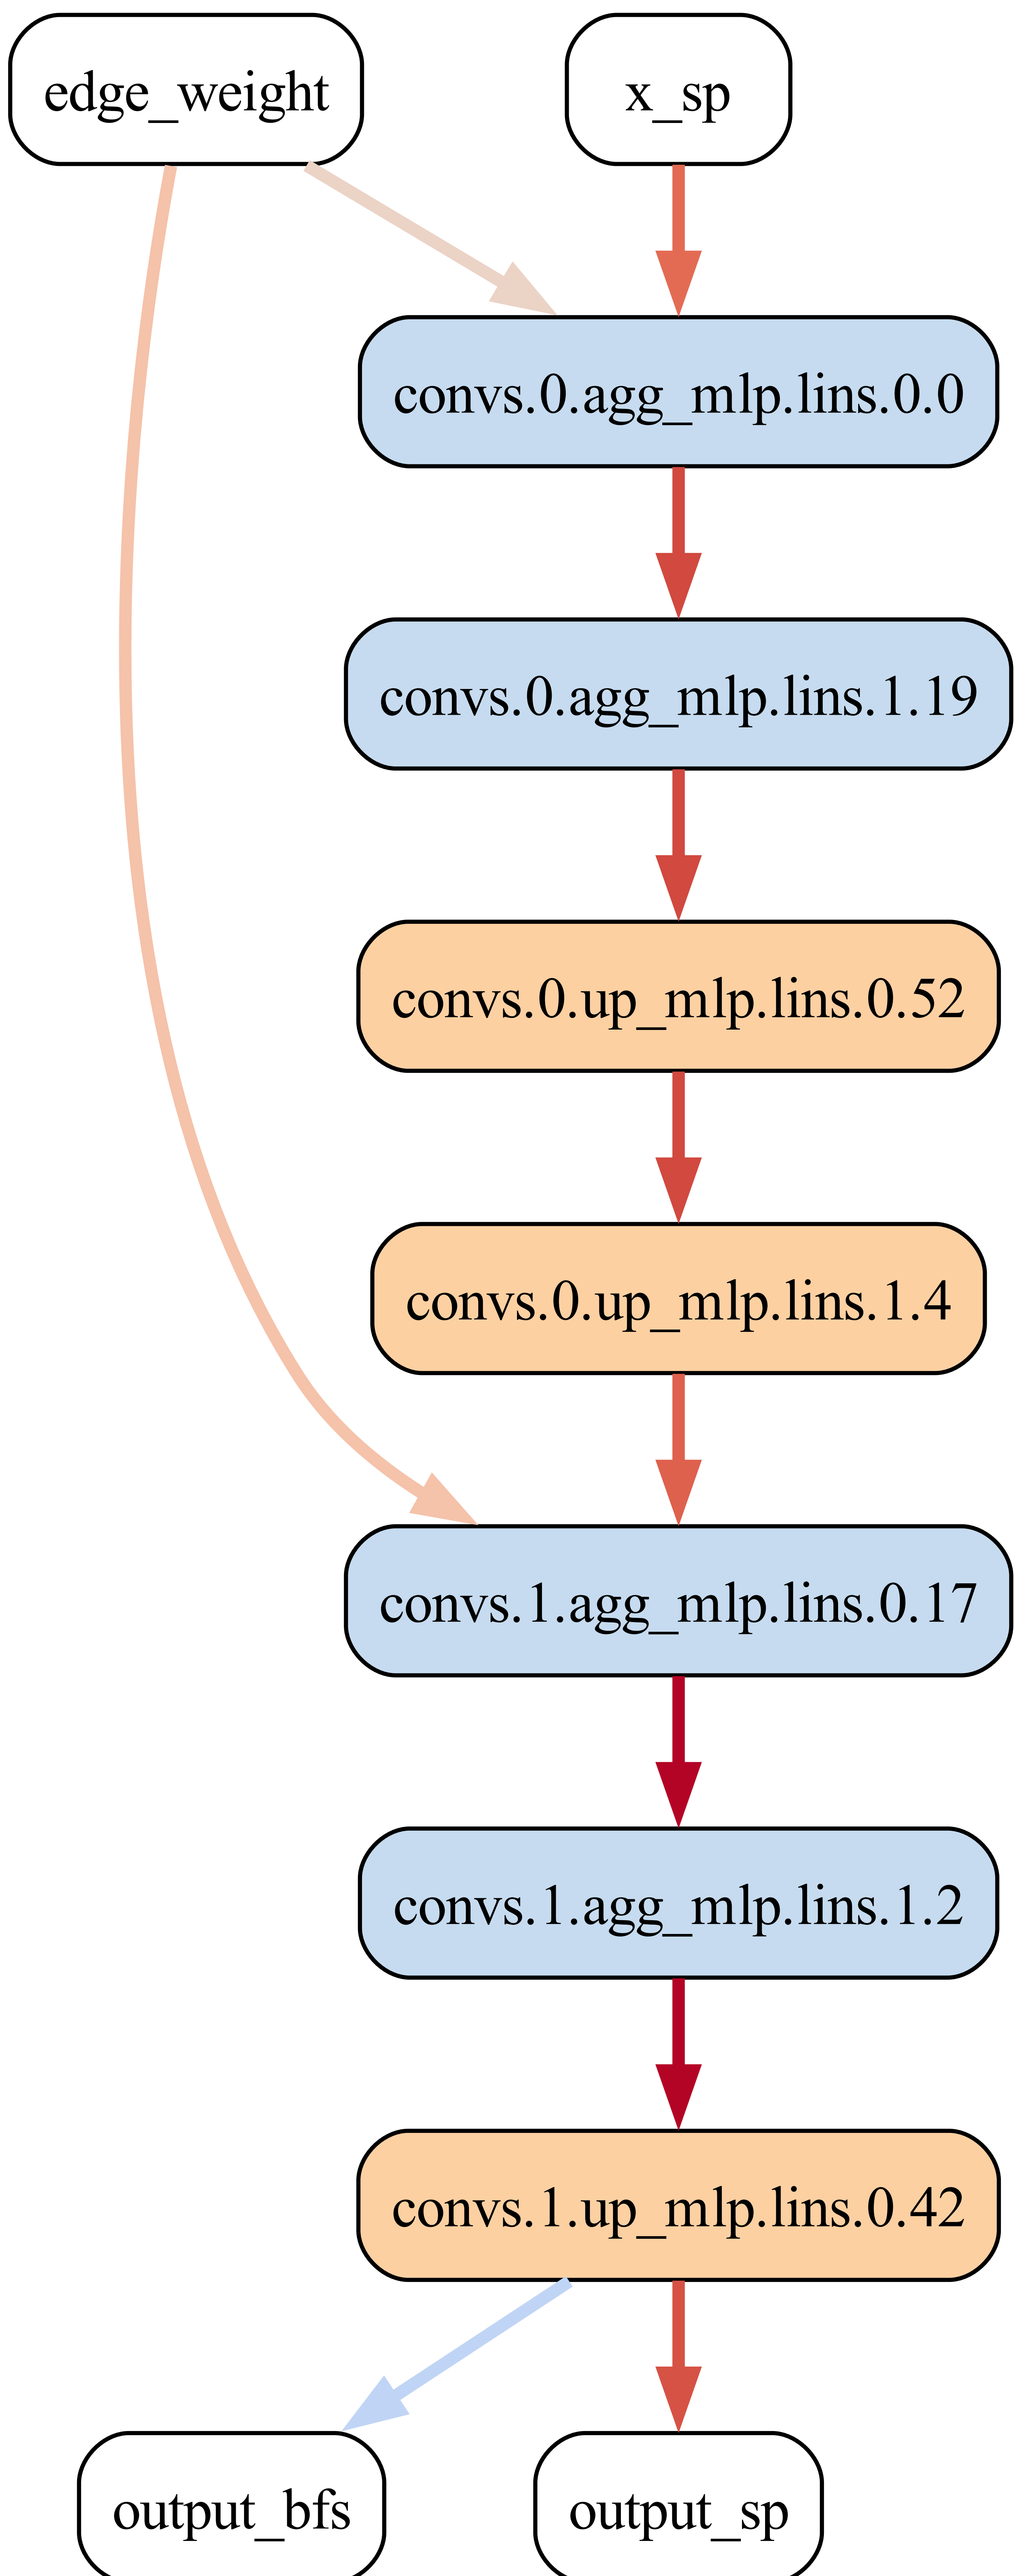 edge_weight
x_sp
convs.0.agg_mlp.lins.0.0
convs.0.agg_mlp.lins.1.19
convs.0.up_mlp.lins.0.52
convs.0.up_mlp.lins.1.4
convs.1.agg_mlp.lins.0.17
convs.1.agg_mlp.lins.1.2
convs.1.up_mlp.lins.0.42
output_bfs
output_sp